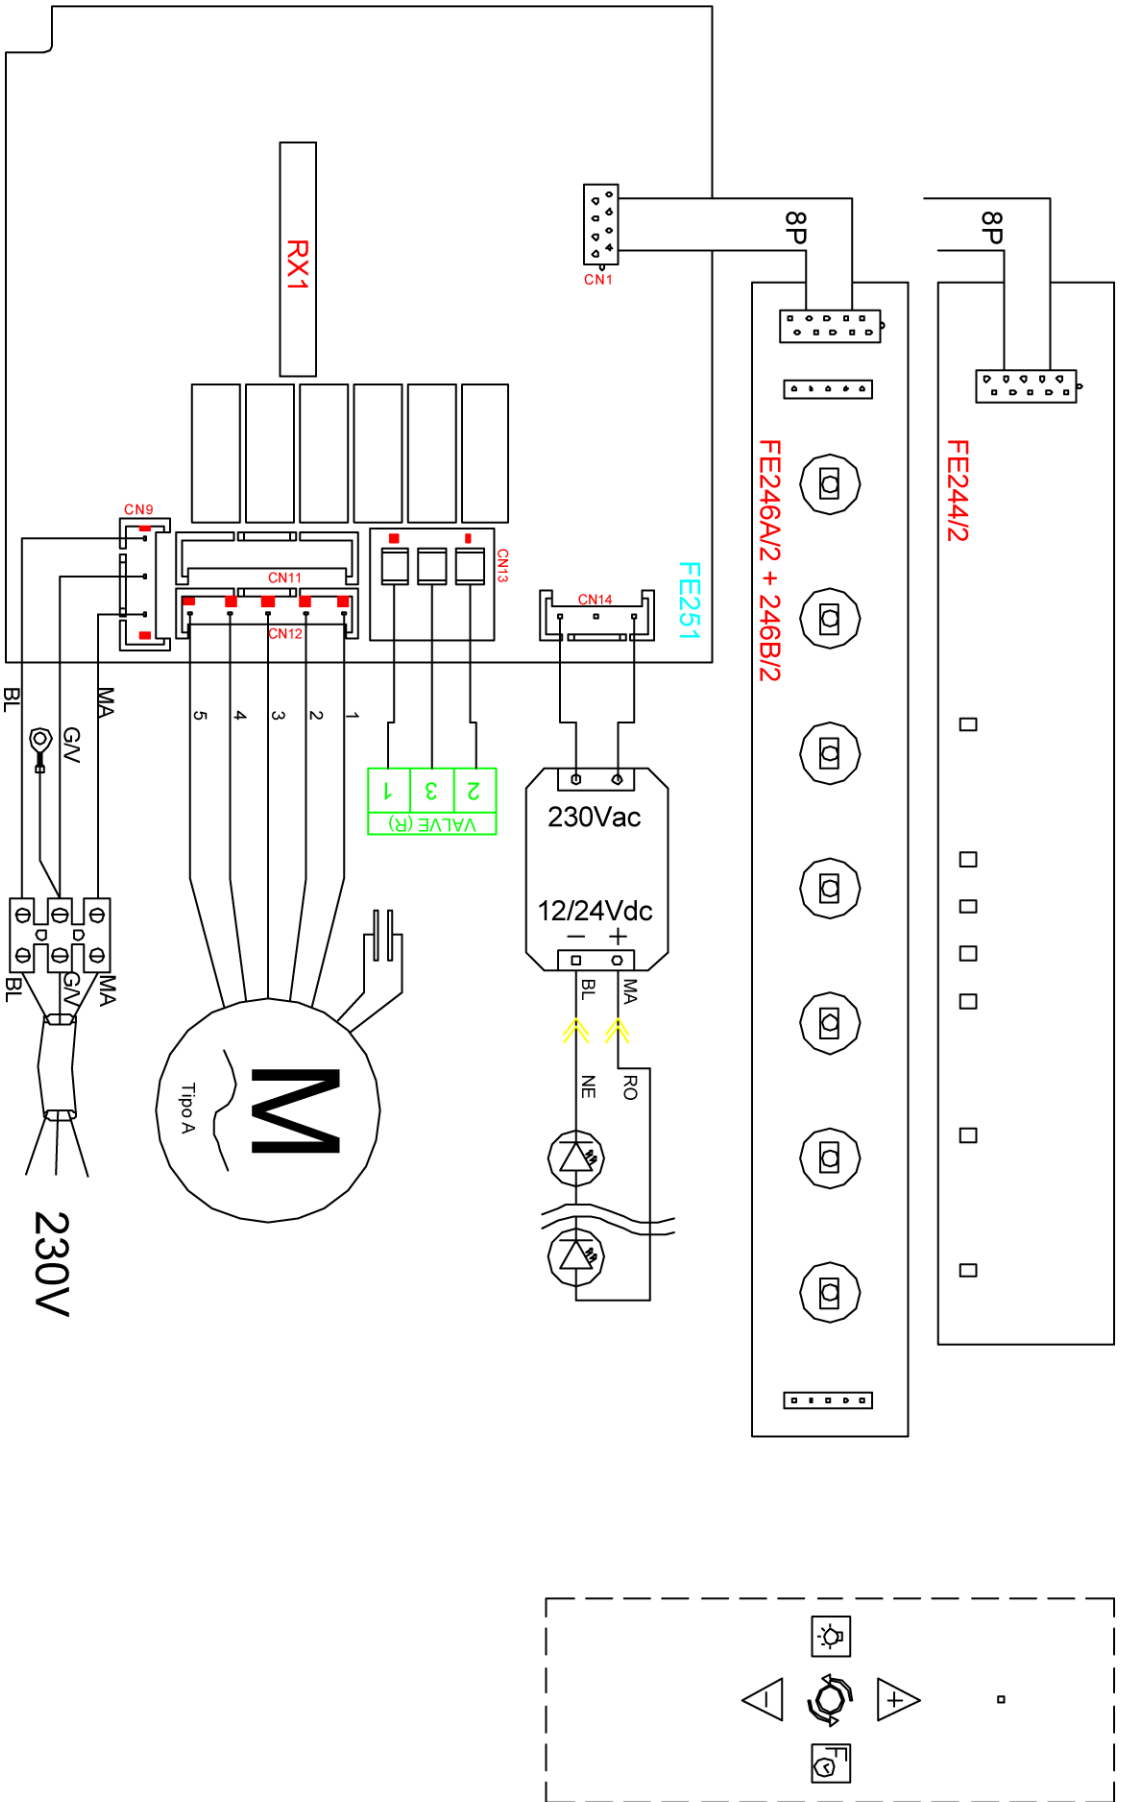 8P
8P
CN1
RX1
FE246A/2 + 246B/2
FE244/2
CN9
CN11
CN12
CN13
CN14
FE251
BL
G/V
MA
5
4
3
2
1
1
3
2
VALVE (R)
230Vac
12/24Vdc
− +
BL
MA
NE
RO
BL
G/V
MA
M
Tipo A
230V
+
−
F